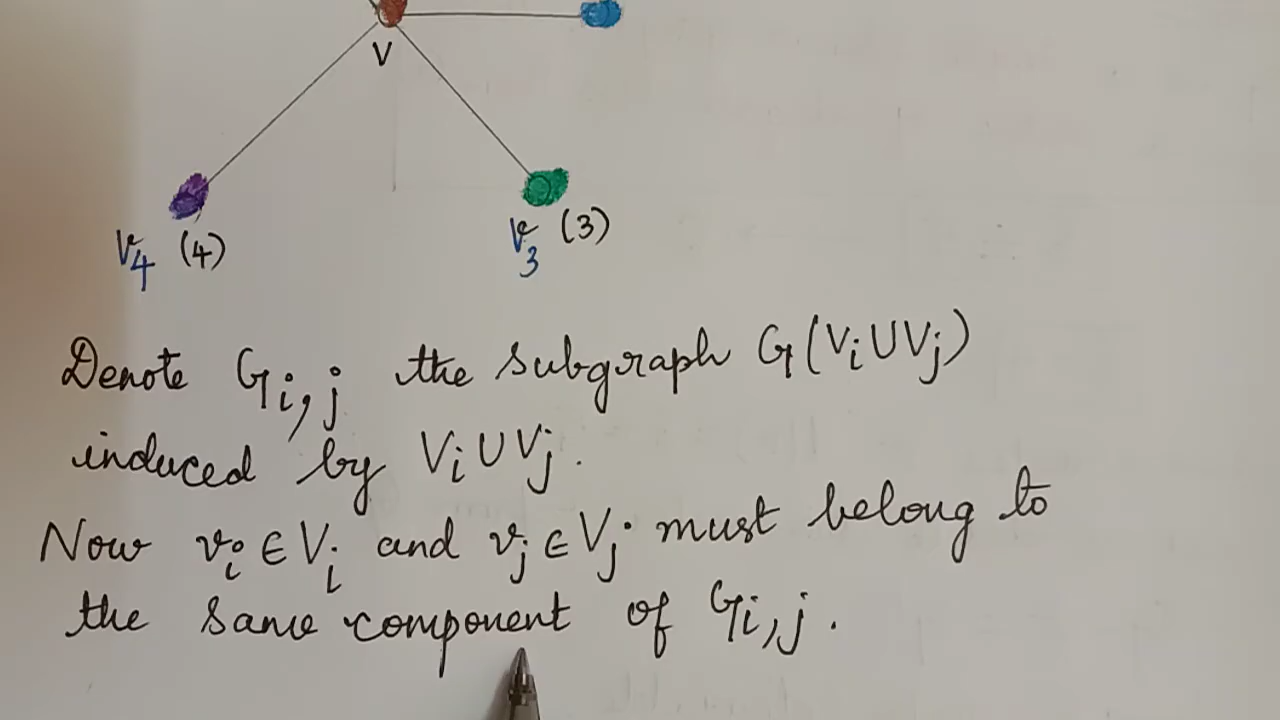 V
v4 (4)
v3 (3)
Denote Gi,j the subgraph G(Vi∪Vj)
induced by Vi∪Vj.
Now vi∈Vi and vj∈Vj must belong to
the same component of Gi,j.